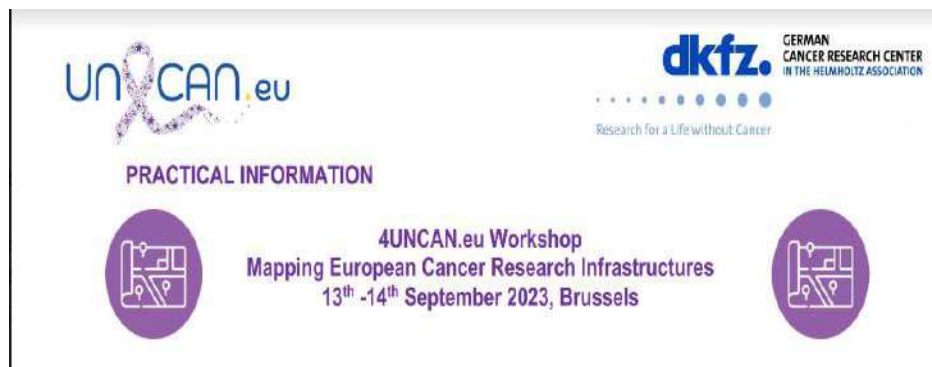 UNCAN.eu
dkfz.
GERMAN
CANCER RESEARCH CENTER
IN THE HELMHOLTZ ASSOCIATION
Research for a Life without Cancer
PRACTICAL INFORMATION
4UNCAN.eu Workshop
Mapping European Cancer Research Infrastructures
13th -14th September 2023, Brussels